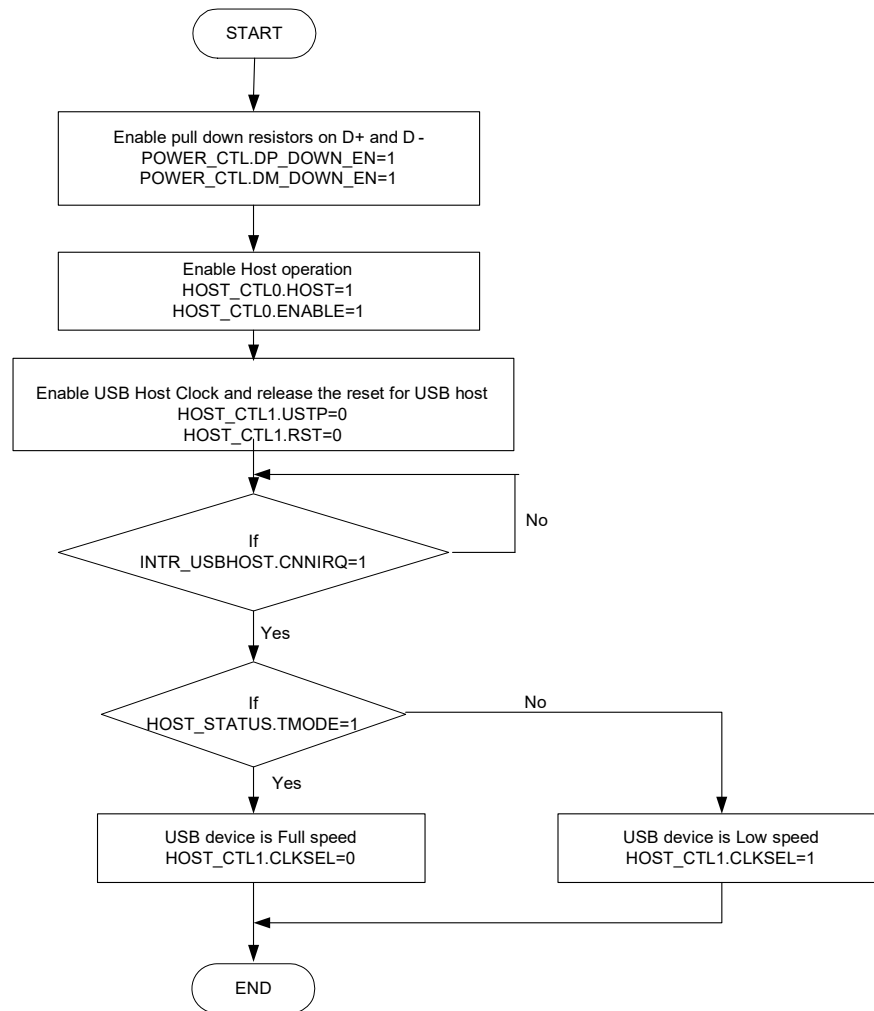 START
Enable pull down resistors on D+ and D -
POWER_CTL.DP_DOWN_EN=1
POWER_CTL.DM_DOWN_EN=1
Enable Host operation
HOST_CTL0.HOST=1
HOST_CTL0.ENABLE=1
Enable USB Host Clock and release the reset for USB host
HOST_CTL1.USTP=0
HOST_CTL1.RST=0
If
INTR_USBHOST.CNNIRQ=1
No
Yes
If
HOST_STATUS.TMODE=1
No
Yes
USB device is Full speed
HOST_CTL1.CLKSEL=0
USB device is Low speed
HOST_CTL1.CLKSEL=1
END